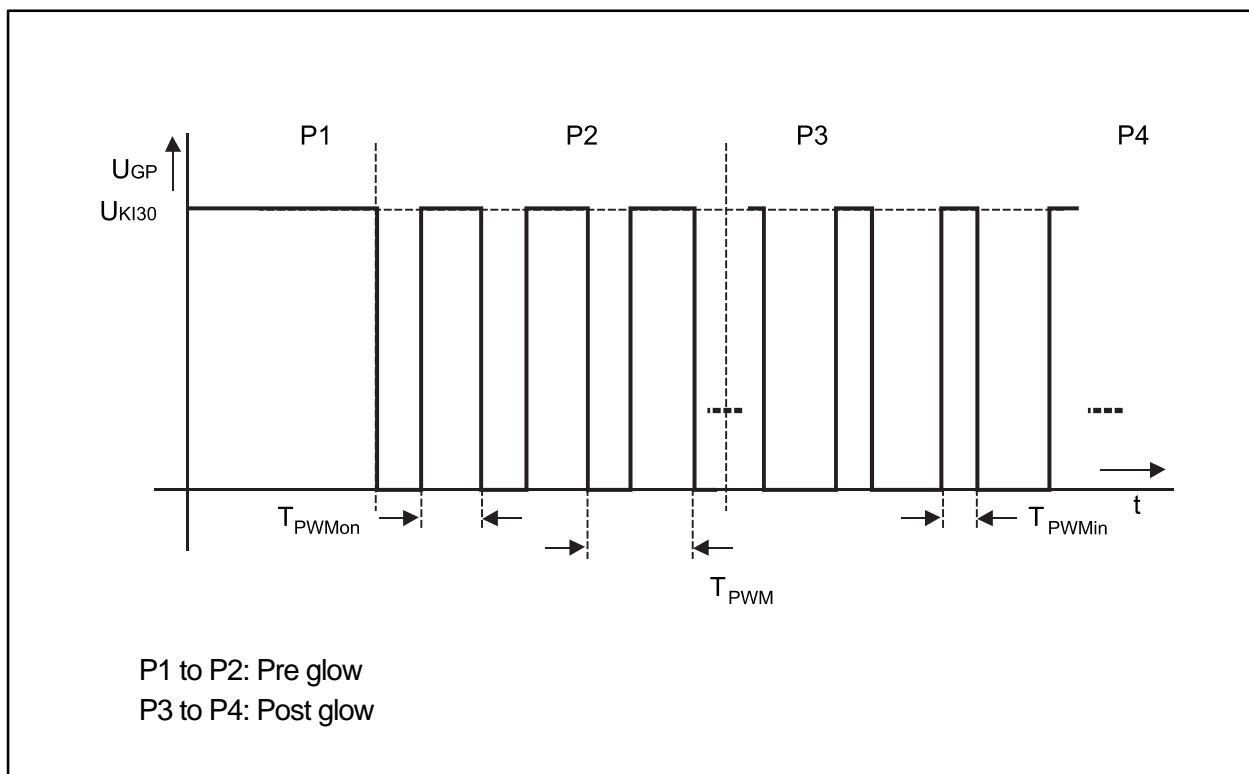 P1 P2 P3 P4
UGP
UKI30
TPWMon t TPWMin
TPWM
P1 to P2: Pre glow
P3 to P4: Post glow